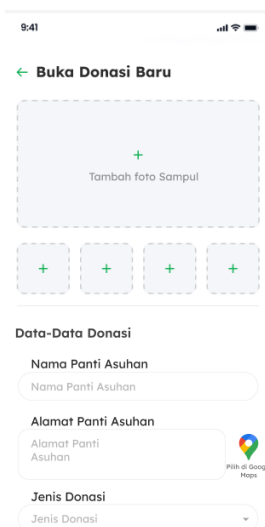 9:41
← Buka Donasi Baru
+
Tambah foto Sampul
+ + + +
Data-Data Donasi
Nama Panti Asuhan
Nama Panti Asuhan
Alamat Panti Asuhan
Alamat Panti
Asuhan
Pilih di Goog
Maps
Jenis Donasi
Jenis Donasi